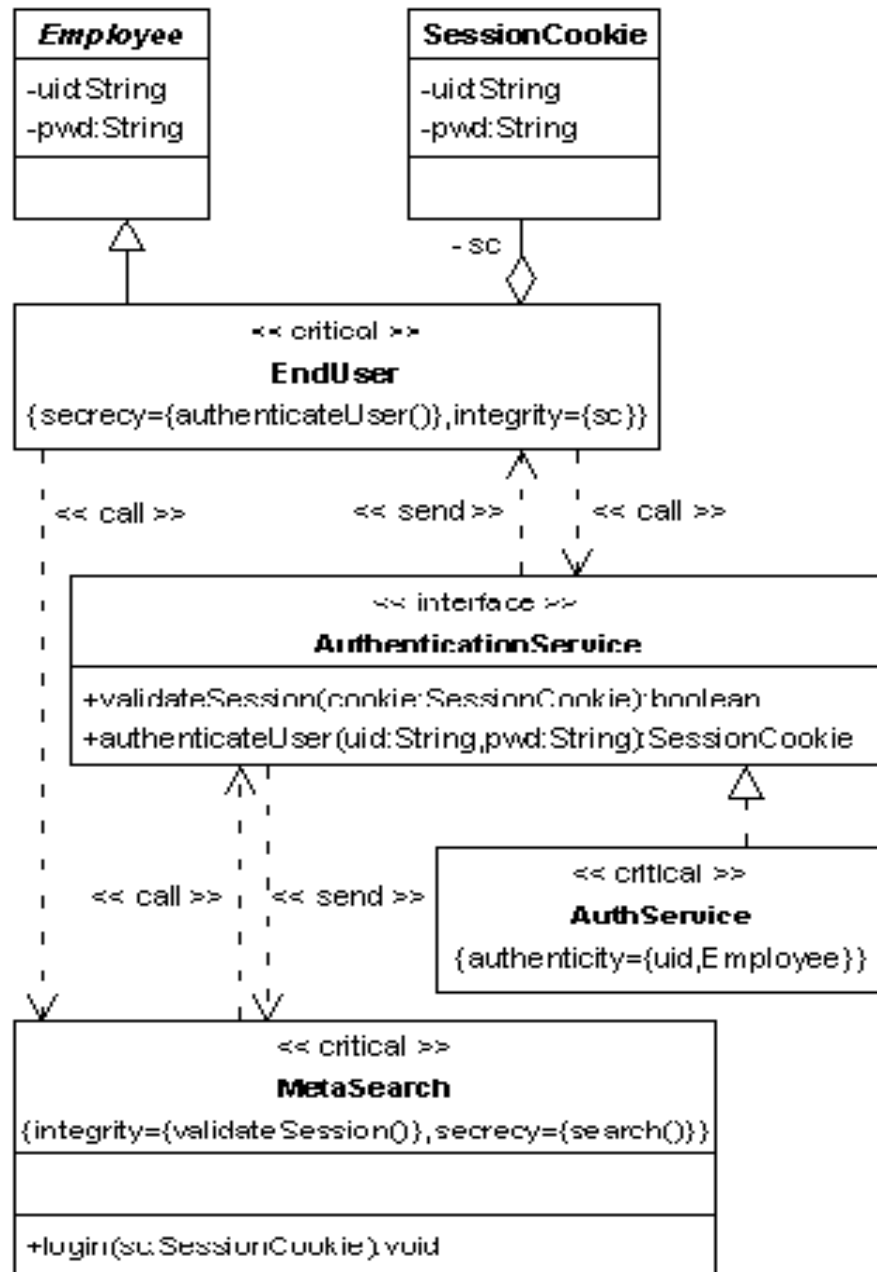 Employee
-uid:String
-pwd:String
SessionCookie
-uid:String
-pwd:String
- sc
<< critical >>
EndUser
{secrecy={authenticateUser()},integrity={sc}}
<< call >>
<< send >>
<< call >>
<< interface >>
AuthenticationService
+validateSession(cookie:SessionCookie):boolean
+authenticateUser(uid:String,pwd:String):SessionCookie
<< call >>
<< send >>
<< critical >>
AuthService
{authenticity={uid,Employee}}
<< critical >>
MetaSearch
{integrity={validateSession()},secrecy={search()}}
+login(sc:SessionCookie):void